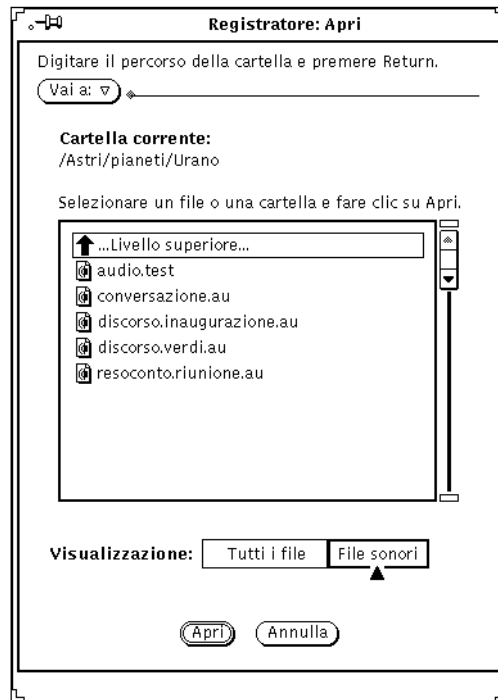 Registratore: Apri
Digitare il percorso della cartella e premere Return.
Vai a:
Cartella corrente:
/Astri/pianeti/Urano
Selezionare un file o una cartella e fare clic su Apri.
...Livello superiore...
audio.test
conversazione.au
discorso.inaugurazione.au
discorso.verdi.au
resoconto.riunione.au
Visualizzazione: Tutti i file File sonori
Apri Annulla